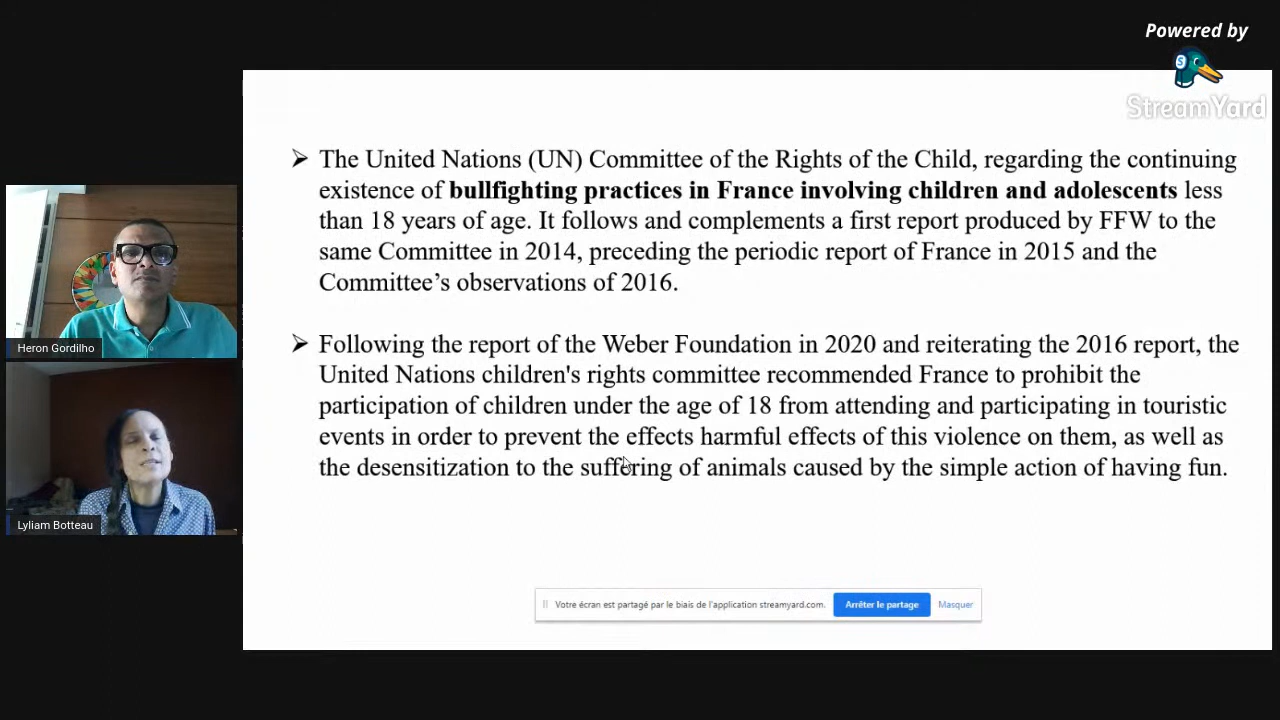 Powered by
StreamYard
➢ The United Nations (UN) Committee of the Rights of the Child, regarding the continuing
existence of bullfighting practices in France involving children and adolescents less
than 18 years of age. It follows and complements a first report produced by FFW to the
same Committee in 2014, preceding the periodic report of France in 2015 and the
Committee’s observations of 2016.
➢ Following the report of the Weber Foundation in 2020 and reiterating the 2016 report, the
United Nations children's rights committee recommended France to prohibit the
participation of children under the age of 18 from attending and participating in touristic
events in order to prevent the effects harmful effects of this violence on them, as well as
the desensitization to the suffering of animals caused by the simple action of having fun.
Heron Gordilho
Lyliam Botteau
Votre écran est partagé par le biais de l'application streamyard.com.
Arrêter le partage
Masquer